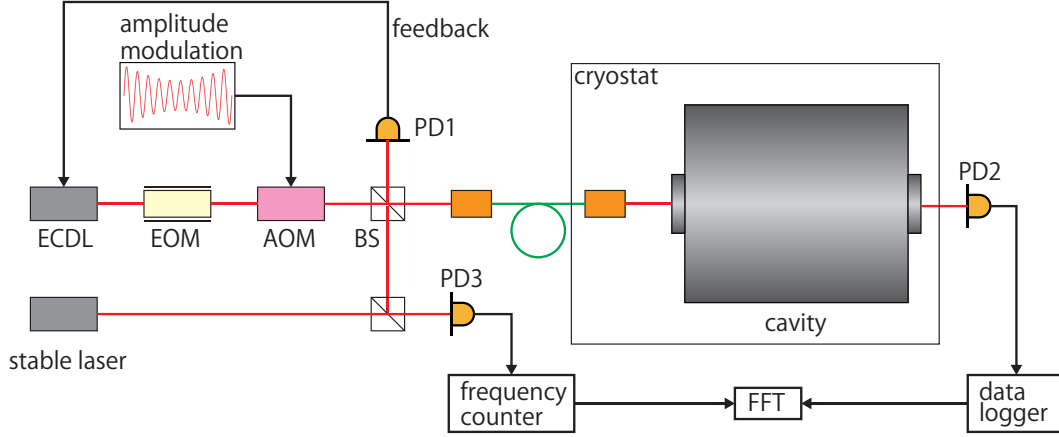 amplitude
modulation
feedback
cryostat
PD1
PD2
ECDL
EOM
AOM
BS
PD3
cavity
stable laser
frequency
counter
FFT
data
logger